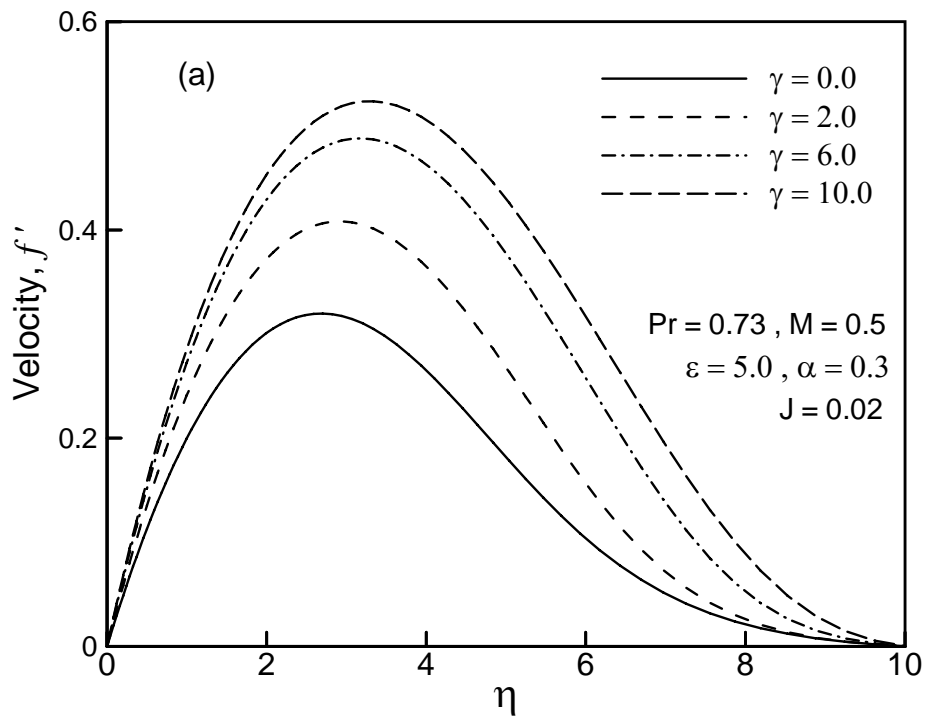 (a)
γ = 0.0
γ = 2.0
γ = 6.0
γ = 10.0
Pr = 0.73 , M = 0.5
ε = 5.0 , α = 0.3
J = 0.02
Velocity, f ′
0.6
0.4
0.2
0
0 2 4 6 8 10
η